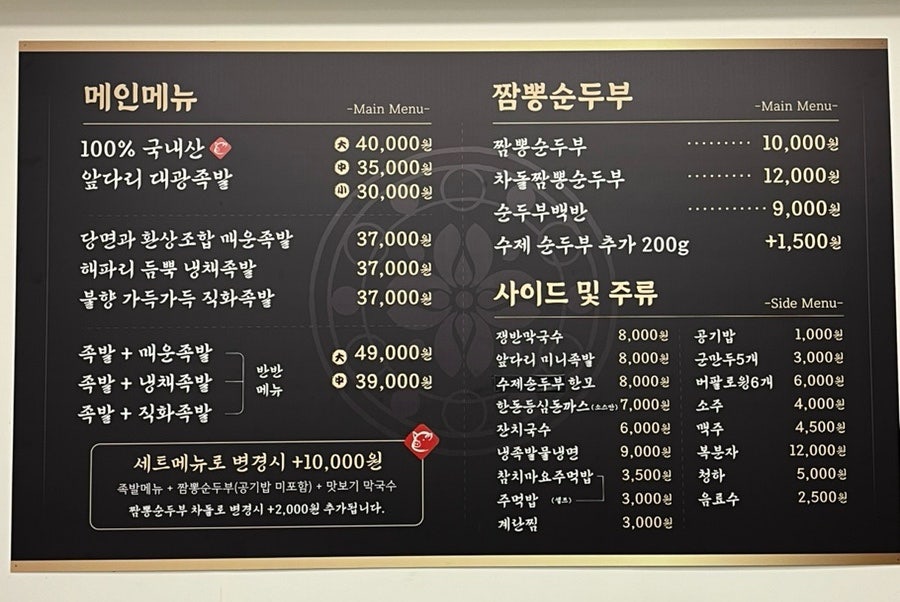 메인메뉴 -Main Menu-
100% 국내산 大 40,000원
앞다리 대광족발 中 35,000원
小 30,000원
당면과 환상조합 매운족발 37,000원
해파리 듬뿍 냉채족발 37,000원
불향 가득가득 직화족발 37,000원
족발 + 매운족발 大 49,000원
족발 + 냉채족발 반반 메뉴 中 39,000원
족발 + 직화족발
세트메뉴로 변경시 +10,000원
족발메뉴 + 짬뽕순두부(공기밥 미포함) + 맛보기 막국수
짬뽕순두부 차돌로 변경시 +2,000원 추가됩니다.
짬뽕순두부 -Main Menu-
짬뽕순두부 ········· 10,000원
차돌짬뽕순두부 ········· 12,000원
순두부백반 ··········· 9,000원
수제 순두부 추가 200g +1,500원
사이드 및 주류 -Side Menu-
쟁반막국수 8,000원
앞다리 미니족발 8,000원
수제순두부 한모 8,000원
한돈등심돈까스(소스만) 7,000원
잔치국수 6,000원
냉족발물냉면 9,000원
참치마요주먹밥 3,500원
주먹밥 (셀프) 3,000원
계란찜 3,000원
공기밥 1,000원
군만두5개 3,000원
버팔로윙6개 6,000원
소주 4,000원
맥주 4,500원
복분자 12,000원
청하 5,000원
음료수 2,500원